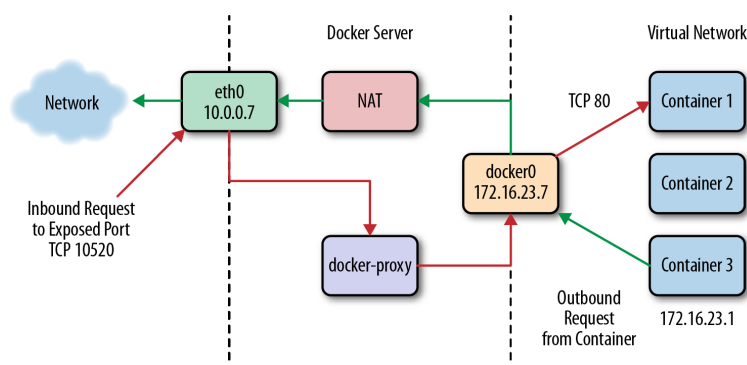 Docker Server
Virtual Network
Network
eth0
10.0.0.7
NAT
TCP 80
Container 1
docker0
172.16.23.7
Container 2
Inbound Request
to Exposed Port
TCP 10520
docker-proxy
Container 3
Outbound
Request
from Container
172.16.23.1